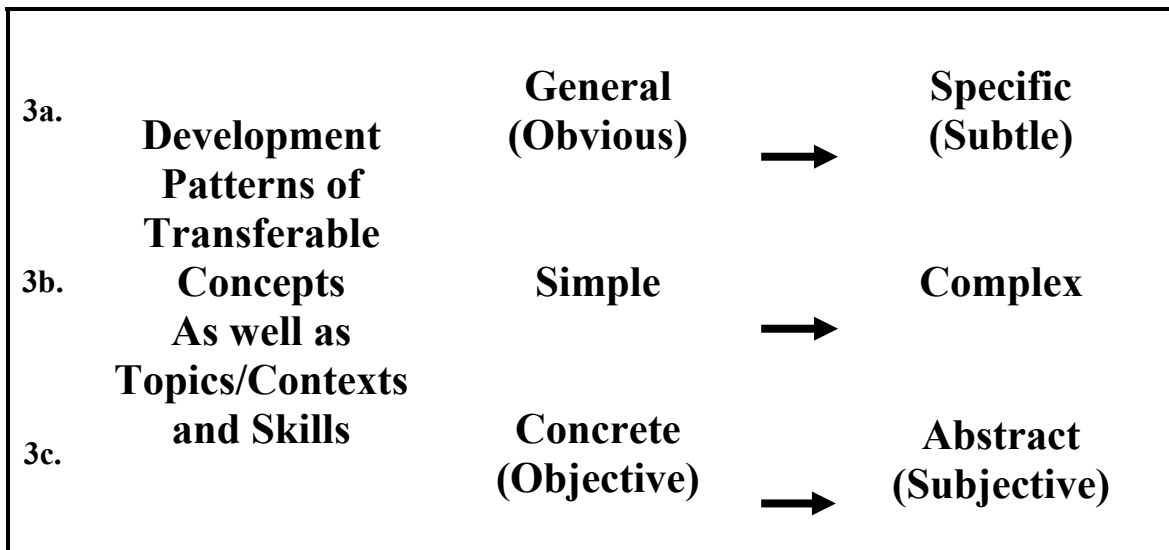 3a.
Development
Patterns of
Transferable
Concepts
As well as
Topics/Contexts
and Skills
General
(Obvious)
Specific
(Subtle)
3b.
Simple
Complex
3c.
Concrete
(Objective)
Abstract
(Subjective)